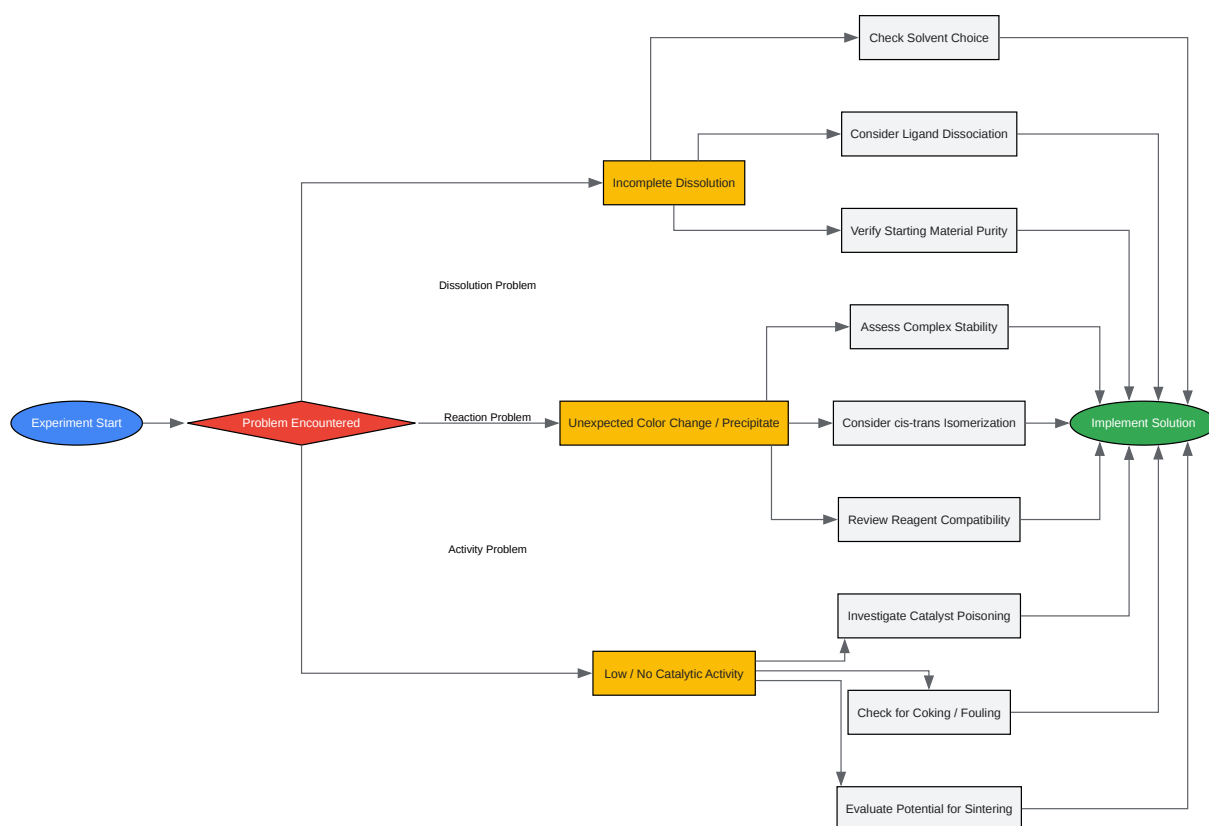 Check Solvent Choice
Consider Ligand Dissociation
Incomplete Dissolution
Verify Starting Material Purity
Dissolution Problem
Assess Complex Stability
Experiment Start
Problem Encountered
Reaction Problem
Unexpected Color Change / Precipitate
Consider cis-trans Isomerization
Implement Solution
Review Reagent Compatibility
Activity Problem
Investigate Catalyst Poisoning
Low / No Catalytic Activity
Check for Coking / Fouling
Evaluate Potential for Sintering